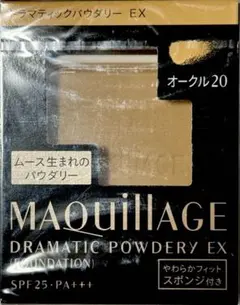 ドラマティックパウダリー EX
オークル20
ムース生まれの
パウダリー
MAQuillAGE
DRAMATIC POWDERY EX
(FOUNDATION)
SPF25・PA+++
やわらかフィット
スポンジ付き